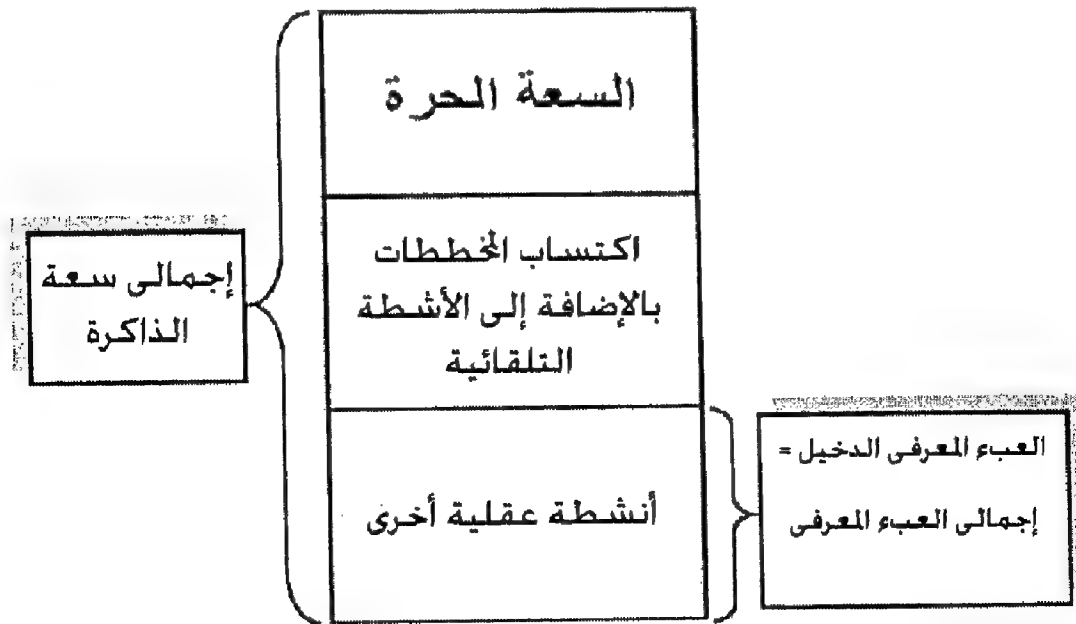 السعة الحرة
اكتساب المخططات
بالإضافة إلى الأشطة
التلقائية
أنشطة عقلية أخرى
إجمالى سعة
الذاكرة
العبء المعرفى الدخيل =
إجمالى العبء المعرفى